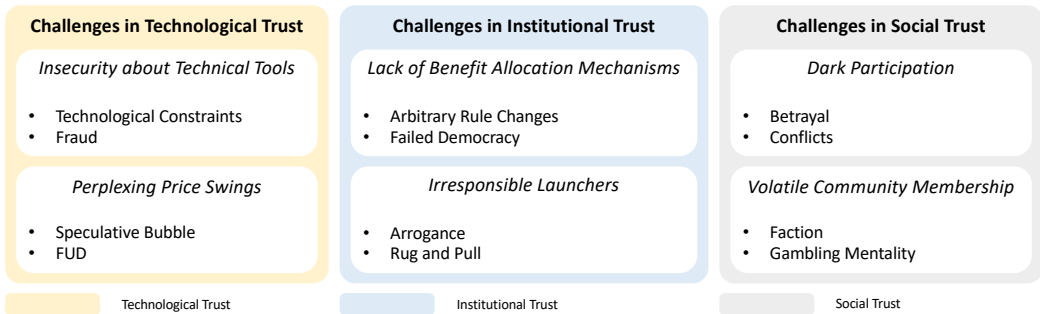 Challenges in Technological Trust
Insecurity about Technical Tools
• Technological Constraints
• Fraud
Perplexing Price Swings
• Speculative Bubble
• FUD
Challenges in Institutional Trust
Lack of Benefit Allocation Mechanisms
• Arbitrary Rule Changes
• Failed Democracy
Irresponsible Launchers
• Arrogance
• Rug and Pull
Challenges in Social Trust
Dark Participation
• Betrayal
• Conflicts
Volatile Community Membership
• Faction
• Gambling Mentality
Technological Trust
Institutional Trust
Social Trust